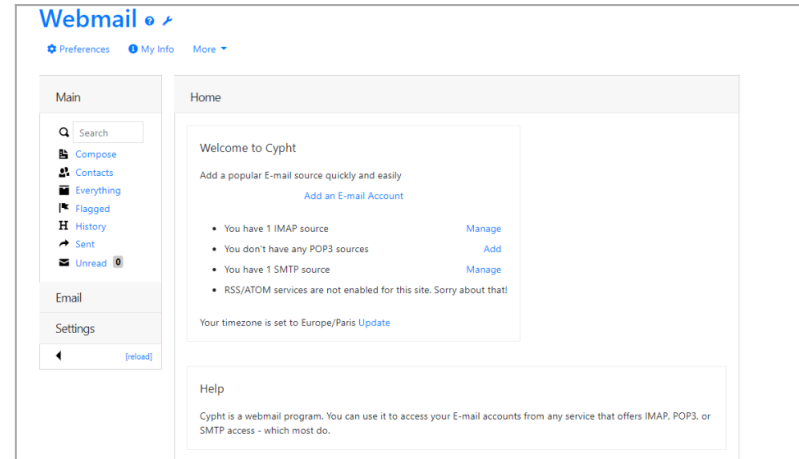 Webmail
Preferences My Info More
Main
Search
Compose
Contacts
Everything
Flagged
History
Sent
Unread 0
Email
Settings
[reload]
Home
Welcome to Cypht
Add a popular E-mail source quickly and easily
Add an E-mail Account
You have 1 IMAP source Manage
You don't have any POP3 sources Add
You have 1 SMTP source Manage
RSS/ATOM services are not enabled for this site. Sorry about that!
Your timezone is set to Europe/Paris Update
Help
Cypht is a webmail program. You can use it to access your E-mail accounts from any service that offers IMAP, POP3, or
SMTP access - which most do.